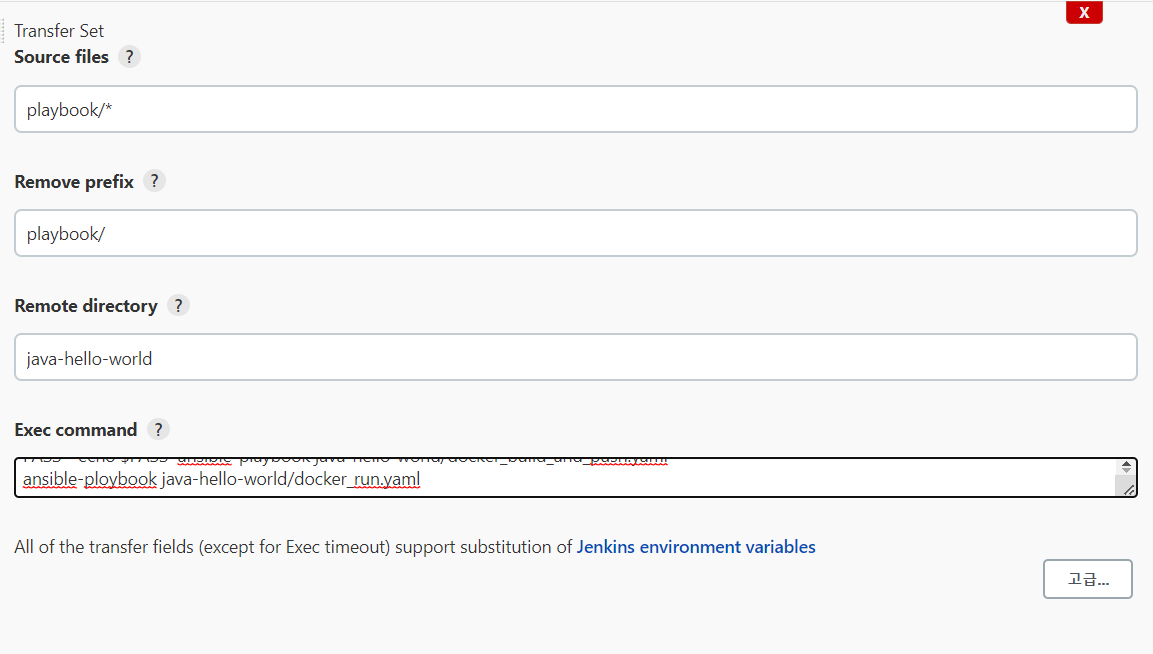 X
Transfer Set
Source files ?
playbook/*
Remove prefix ?
playbook/
Remote directory ?
java-hello-world
Exec command ?
ansible-playbook java-hello-world/docker_build_and_push.yaml
ansible-ploybook java-hello-world/docker_run.yaml
All of the transfer fields (except for Exec timeout) support substitution of Jenkins environment variables
고급...